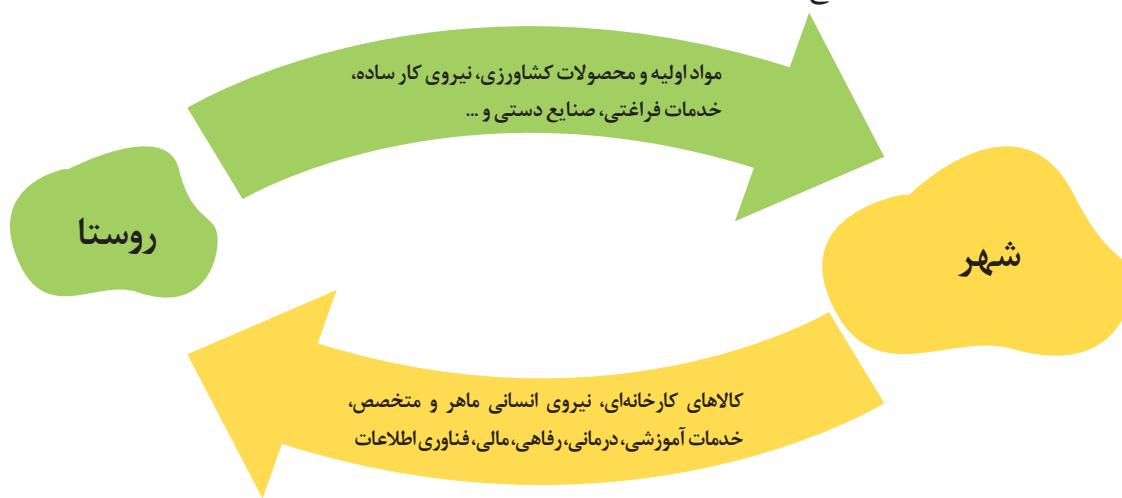 مواد اولیه و محصولات کشاورزی، نیروی کار ساده،
خدمات فراغتی، صنایع دستی و ...
روستا
شهر
کالاهای کارخانه‌ای، نیروی انسانی ماهر و متخصص،
خدمات آموزشی، درمانی، رفاهی، مالی، فناوری اطلاعات